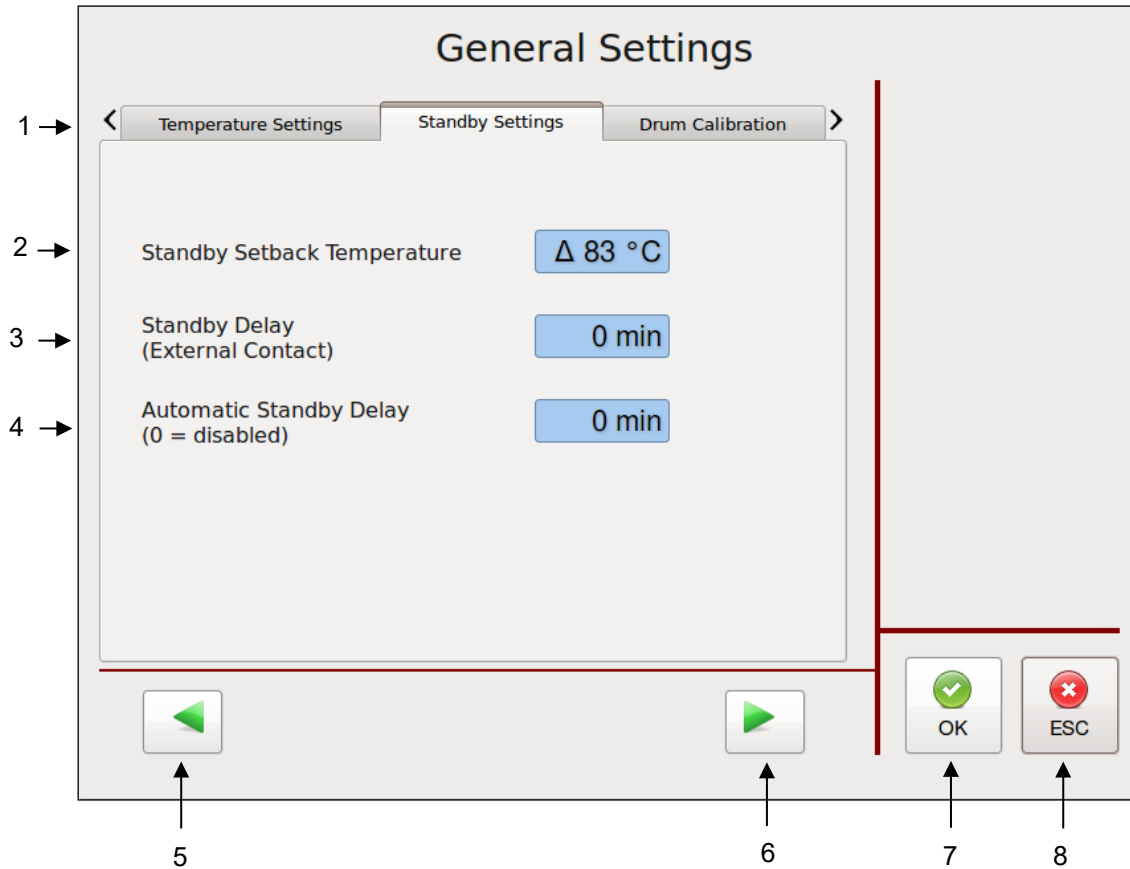 General Settings
1
Temperature Settings Standby Settings Drum Calibration
2
Standby Setback Temperature Δ 83 °C
3
Standby Delay
(External Contact)
0 min
4
Automatic Standby Delay
(0 = disabled)
0 min
OK ESC
5 6 7 8